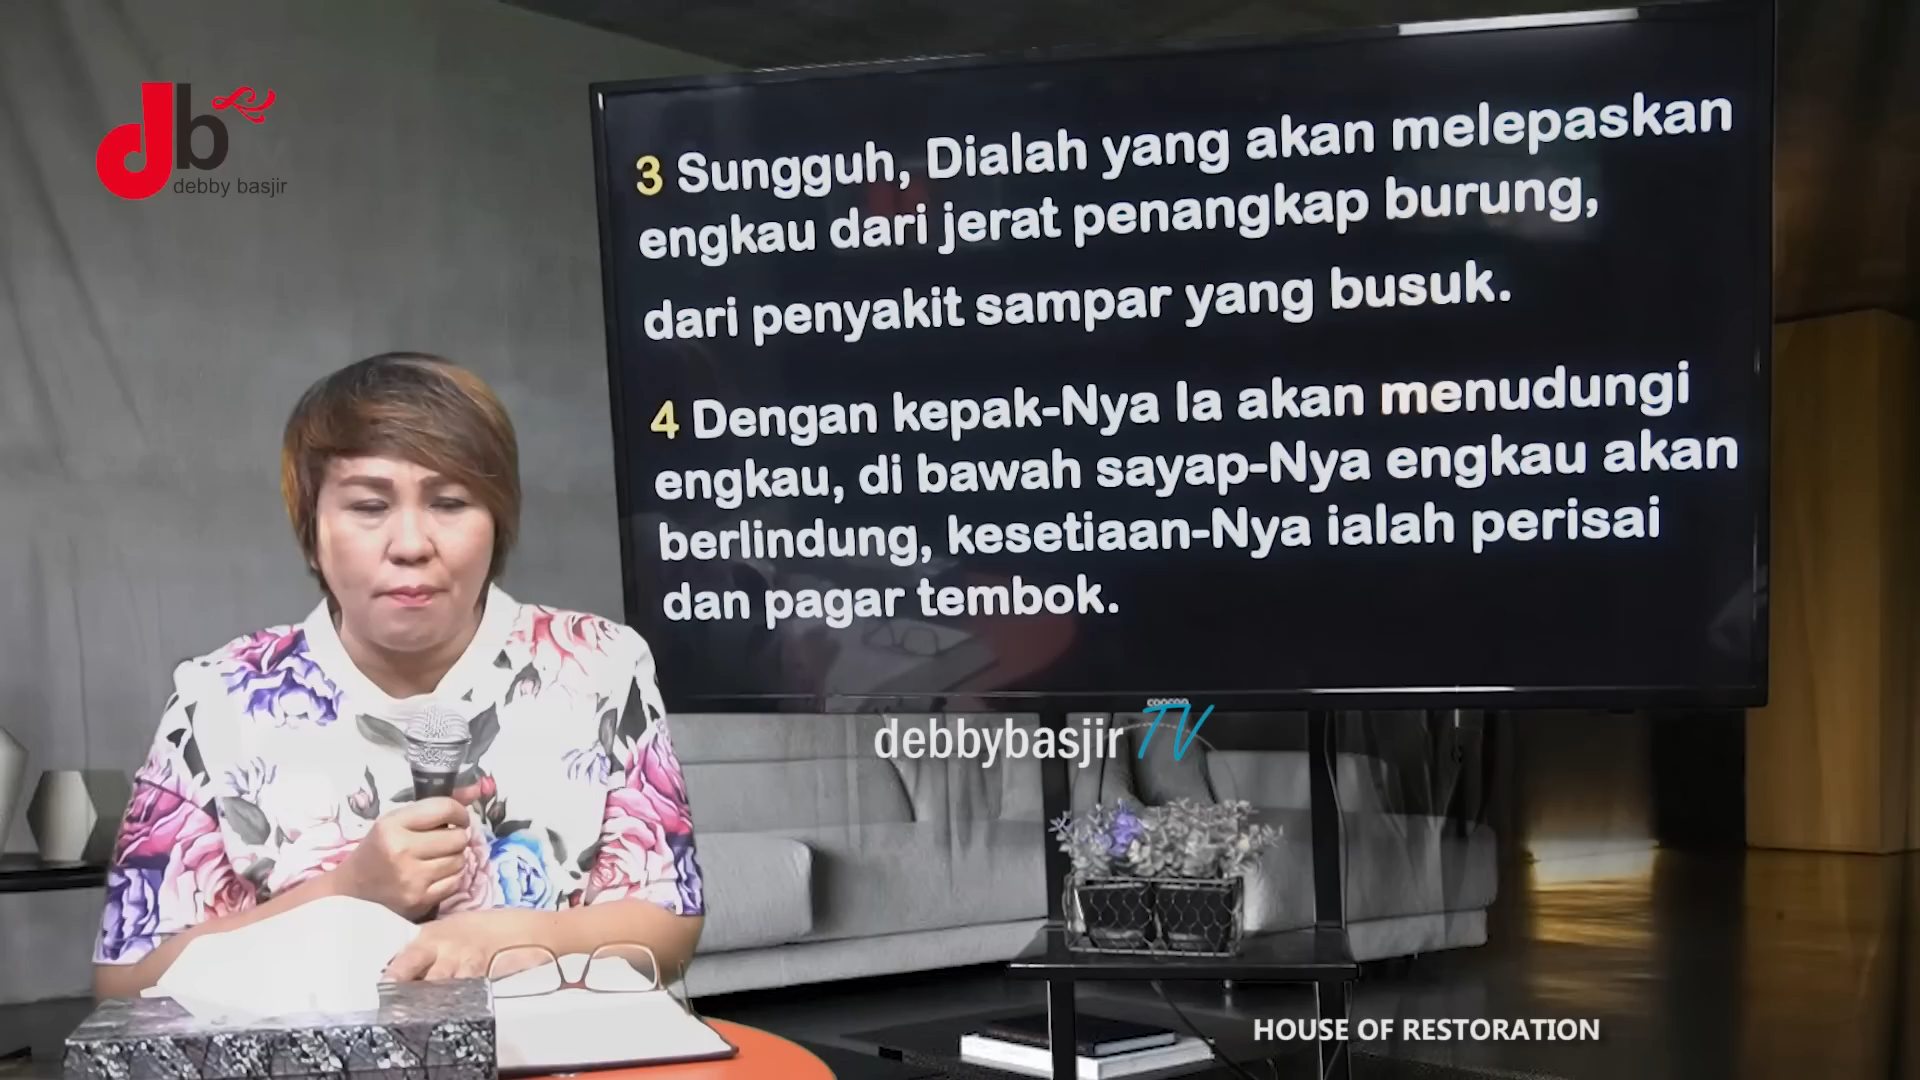 db
debby basjir
3 Sungguh, Dialah yang akan melepaskan
engkau dari jerat penangkap burung,
dari penyakit sampar yang busuk.
4 Dengan kepak-Nya Ia akan menudungi
engkau, di bawah sayap-Nya engkau akan
berlindung, kesetiaan-Nya ialah perisai
dan pagar tembok.
coocaa
debbybasjir TV
HOUSE OF RESTORATION